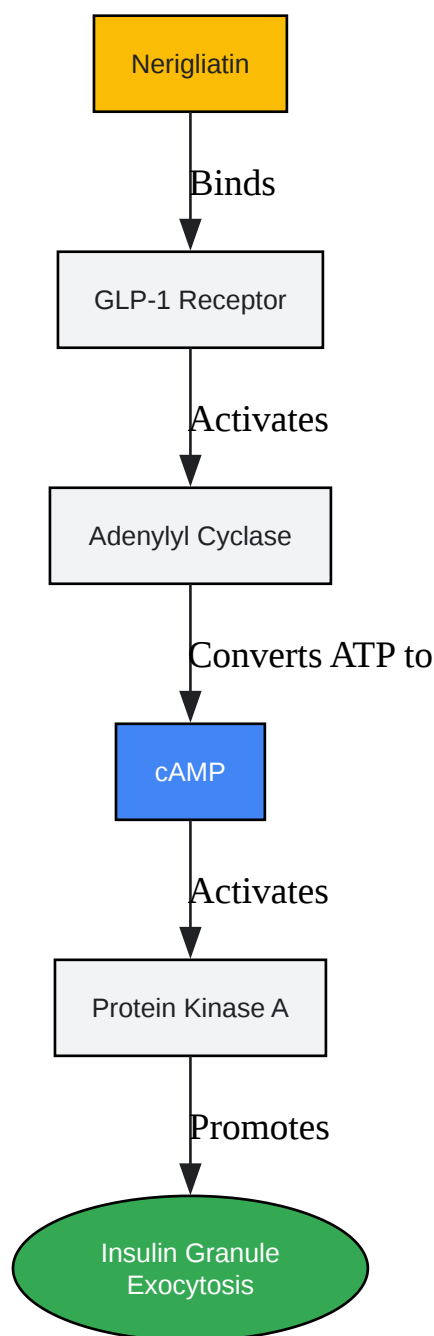 Nerigliatin
Binds
GLP-1 Receptor
Activates
Adenylyl Cyclase
Converts ATP to
cAMP
Activates
Protein Kinase A
Promotes
Insulin Granule
Exocytosis